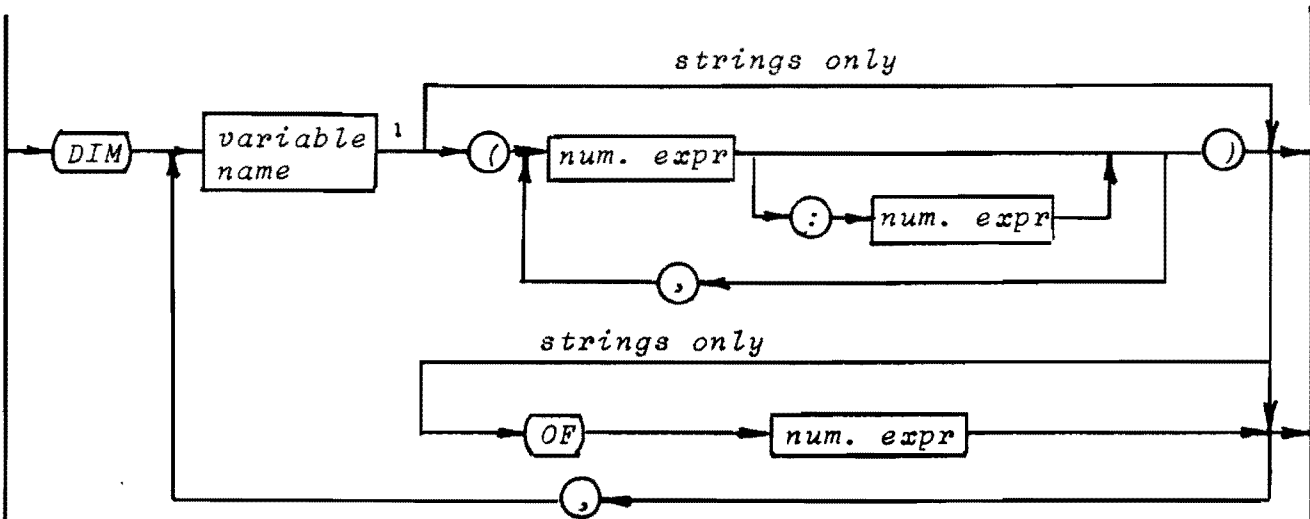 strings only
DIM
variable
name
1
(
num. expr
)
:
num. expr
,
strings only
OF
num. expr
,